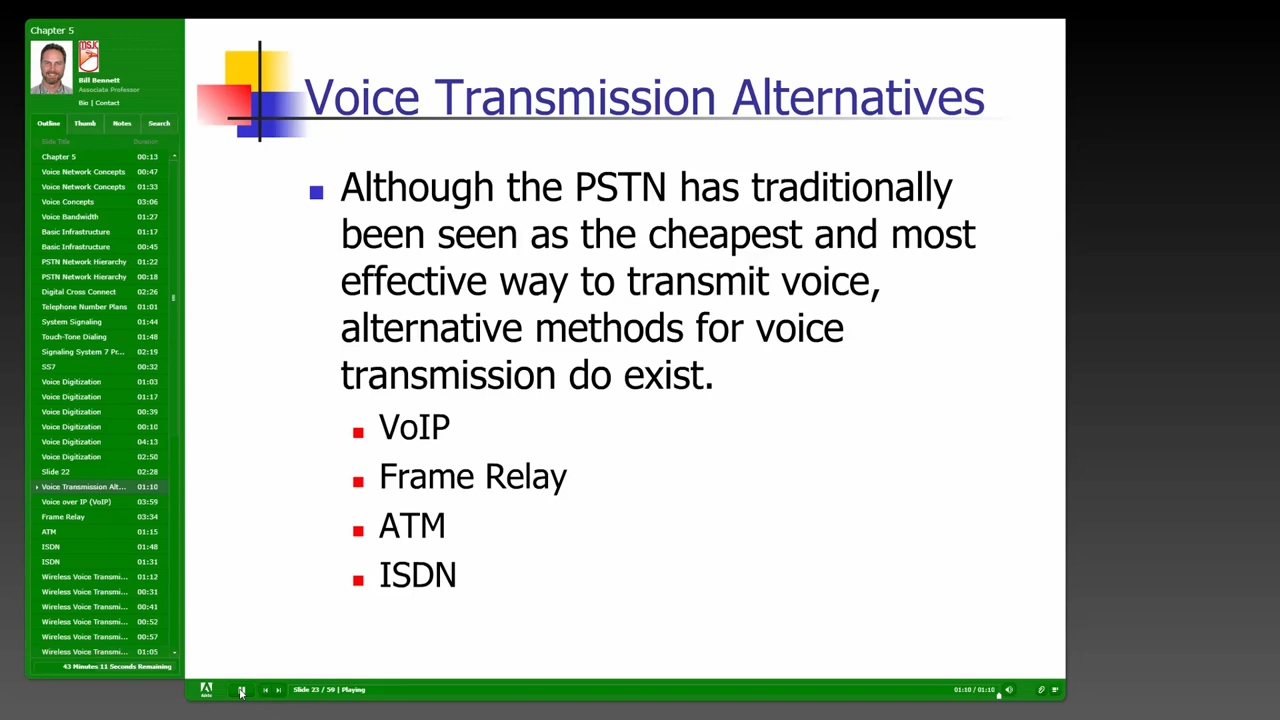 Chapter 5
MSK
Bill Bennett
Associate Professor
Bio | Contact
Outline Thumb Notes Search
Slide Title Duration
Chapter 5 00:13
Voice Network Concepts 00:47
Voice Network Concepts 01:33
Voice Concepts 03:06
Voice Bandwidth 01:27
Basic Infrastructure 01:17
Basic Infrastructure 00:45
PSTN Network Hierarchy 01:22
PSTN Network Hierarchy 00:18
Digital Cross Connect 02:26
Telephone Number Plans 01:01
System Signaling 01:44
Touch-Tone Dialing 01:48
Signaling System 7 Pr... 02:19
SS7 00:32
Voice Digitization 01:03
Voice Digitization 01:17
Voice Digitization 00:39
Voice Digitization 00:10
Voice Digitization 04:13
Voice Digitization 02:50
Slide 22 02:28
Voice Transmission Alt... 01:10
Voice over IP (VoIP) 03:59
Frame Relay 03:34
ATM 01:15
ISDN 01:48
ISDN 01:31
Wireless Voice Transmi... 01:12
Wireless Voice Transmi... 00:31
Wireless Voice Transmi... 00:41
Wireless Voice Transmi... 00:52
Wireless Voice Transmi... 00:57
Wireless Voice Transmi... 01:05
43 Minutes 11 Seconds Remaining
Voice Transmission Alternatives
Although the PSTN has traditionally
been seen as the cheapest and most
effective way to transmit voice,
alternative methods for voice
transmission do exist.
VoIP
Frame Relay
ATM
ISDN
Adobe
Slide 23 / 59 | Playing
01:10 / 01:10